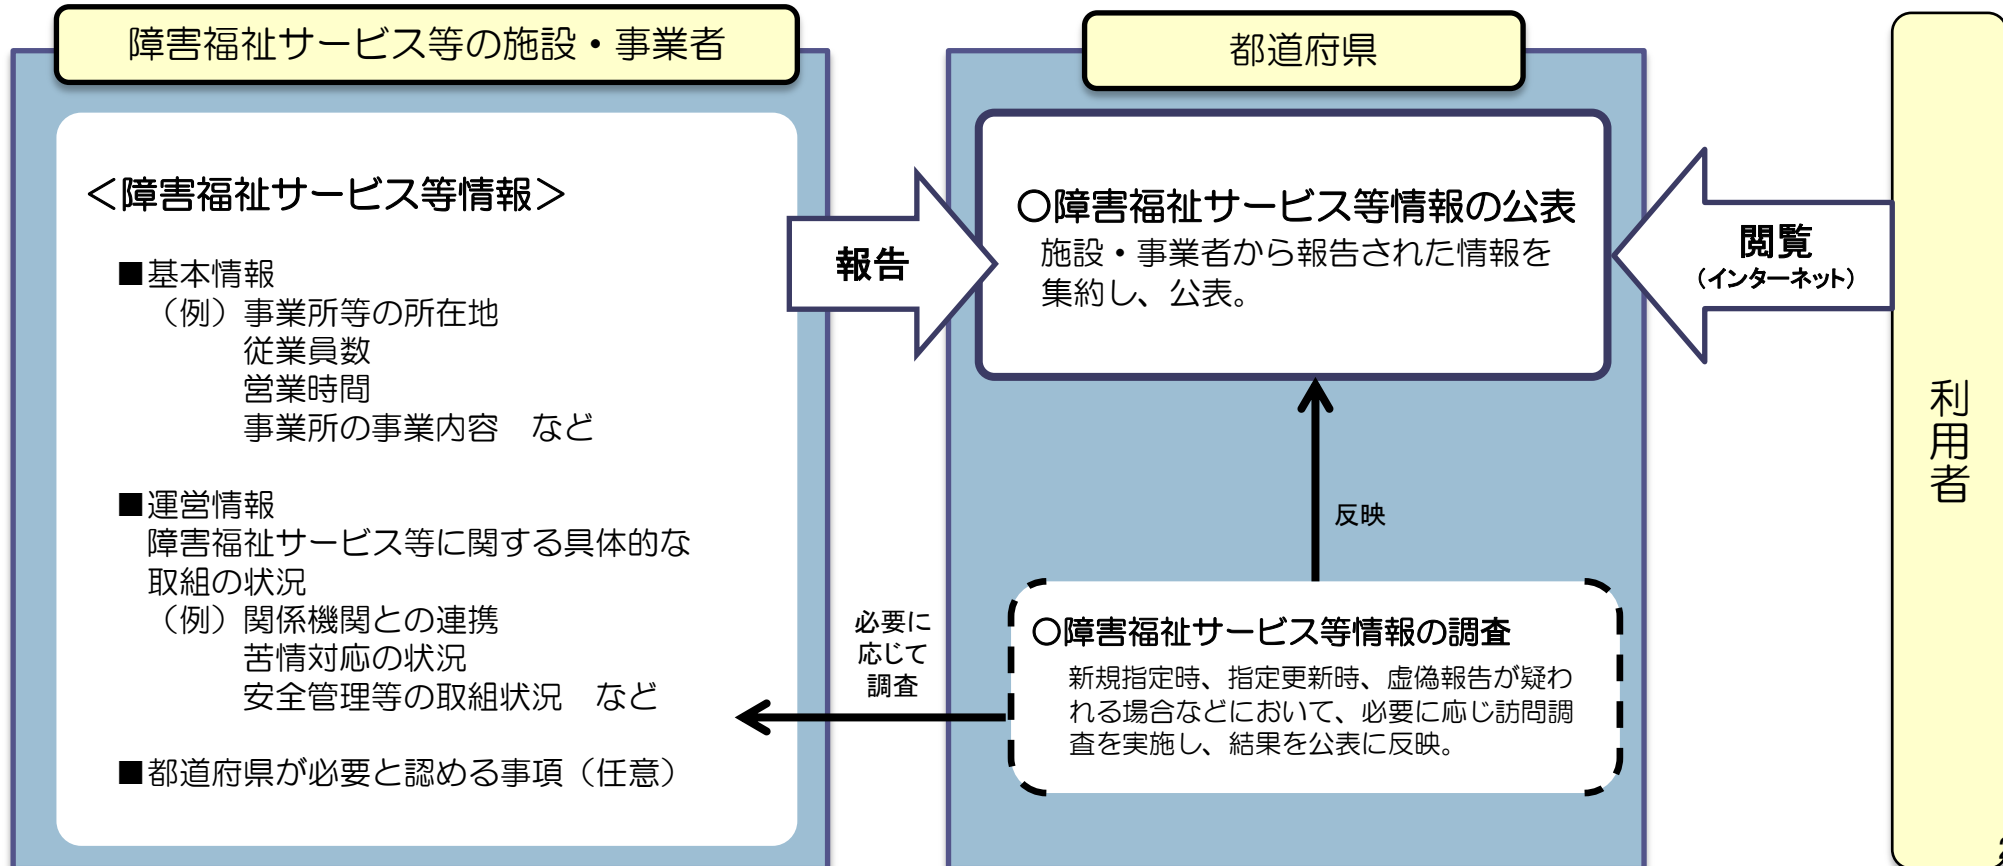 障害福祉サービス等の施設・事業者
＜障害福祉サービス等情報＞
■基本情報
（例）事業所等の所在地
従業員数
営業時間
事業所の事業内容　など
■運営情報
障害福祉サービス等に関する具体的な
取組の状況
（例）関係機関との連携
苦情対応の状況
安全管理等の取組状況　など
■都道府県が必要と認める事項（任意）
報告
必要に
応じて
調査
都道府県
○障害福祉サービス等情報の公表
施設・事業者から報告された情報を
集約し、公表。
反映
○障害福祉サービス等情報の調査
新規指定時、指定更新時、虚偽報告が疑わ
れる場合などにおいて、必要に応じ訪問調
査を実施し、結果を公表に反映。
閲覧
（インターネット）
利用者